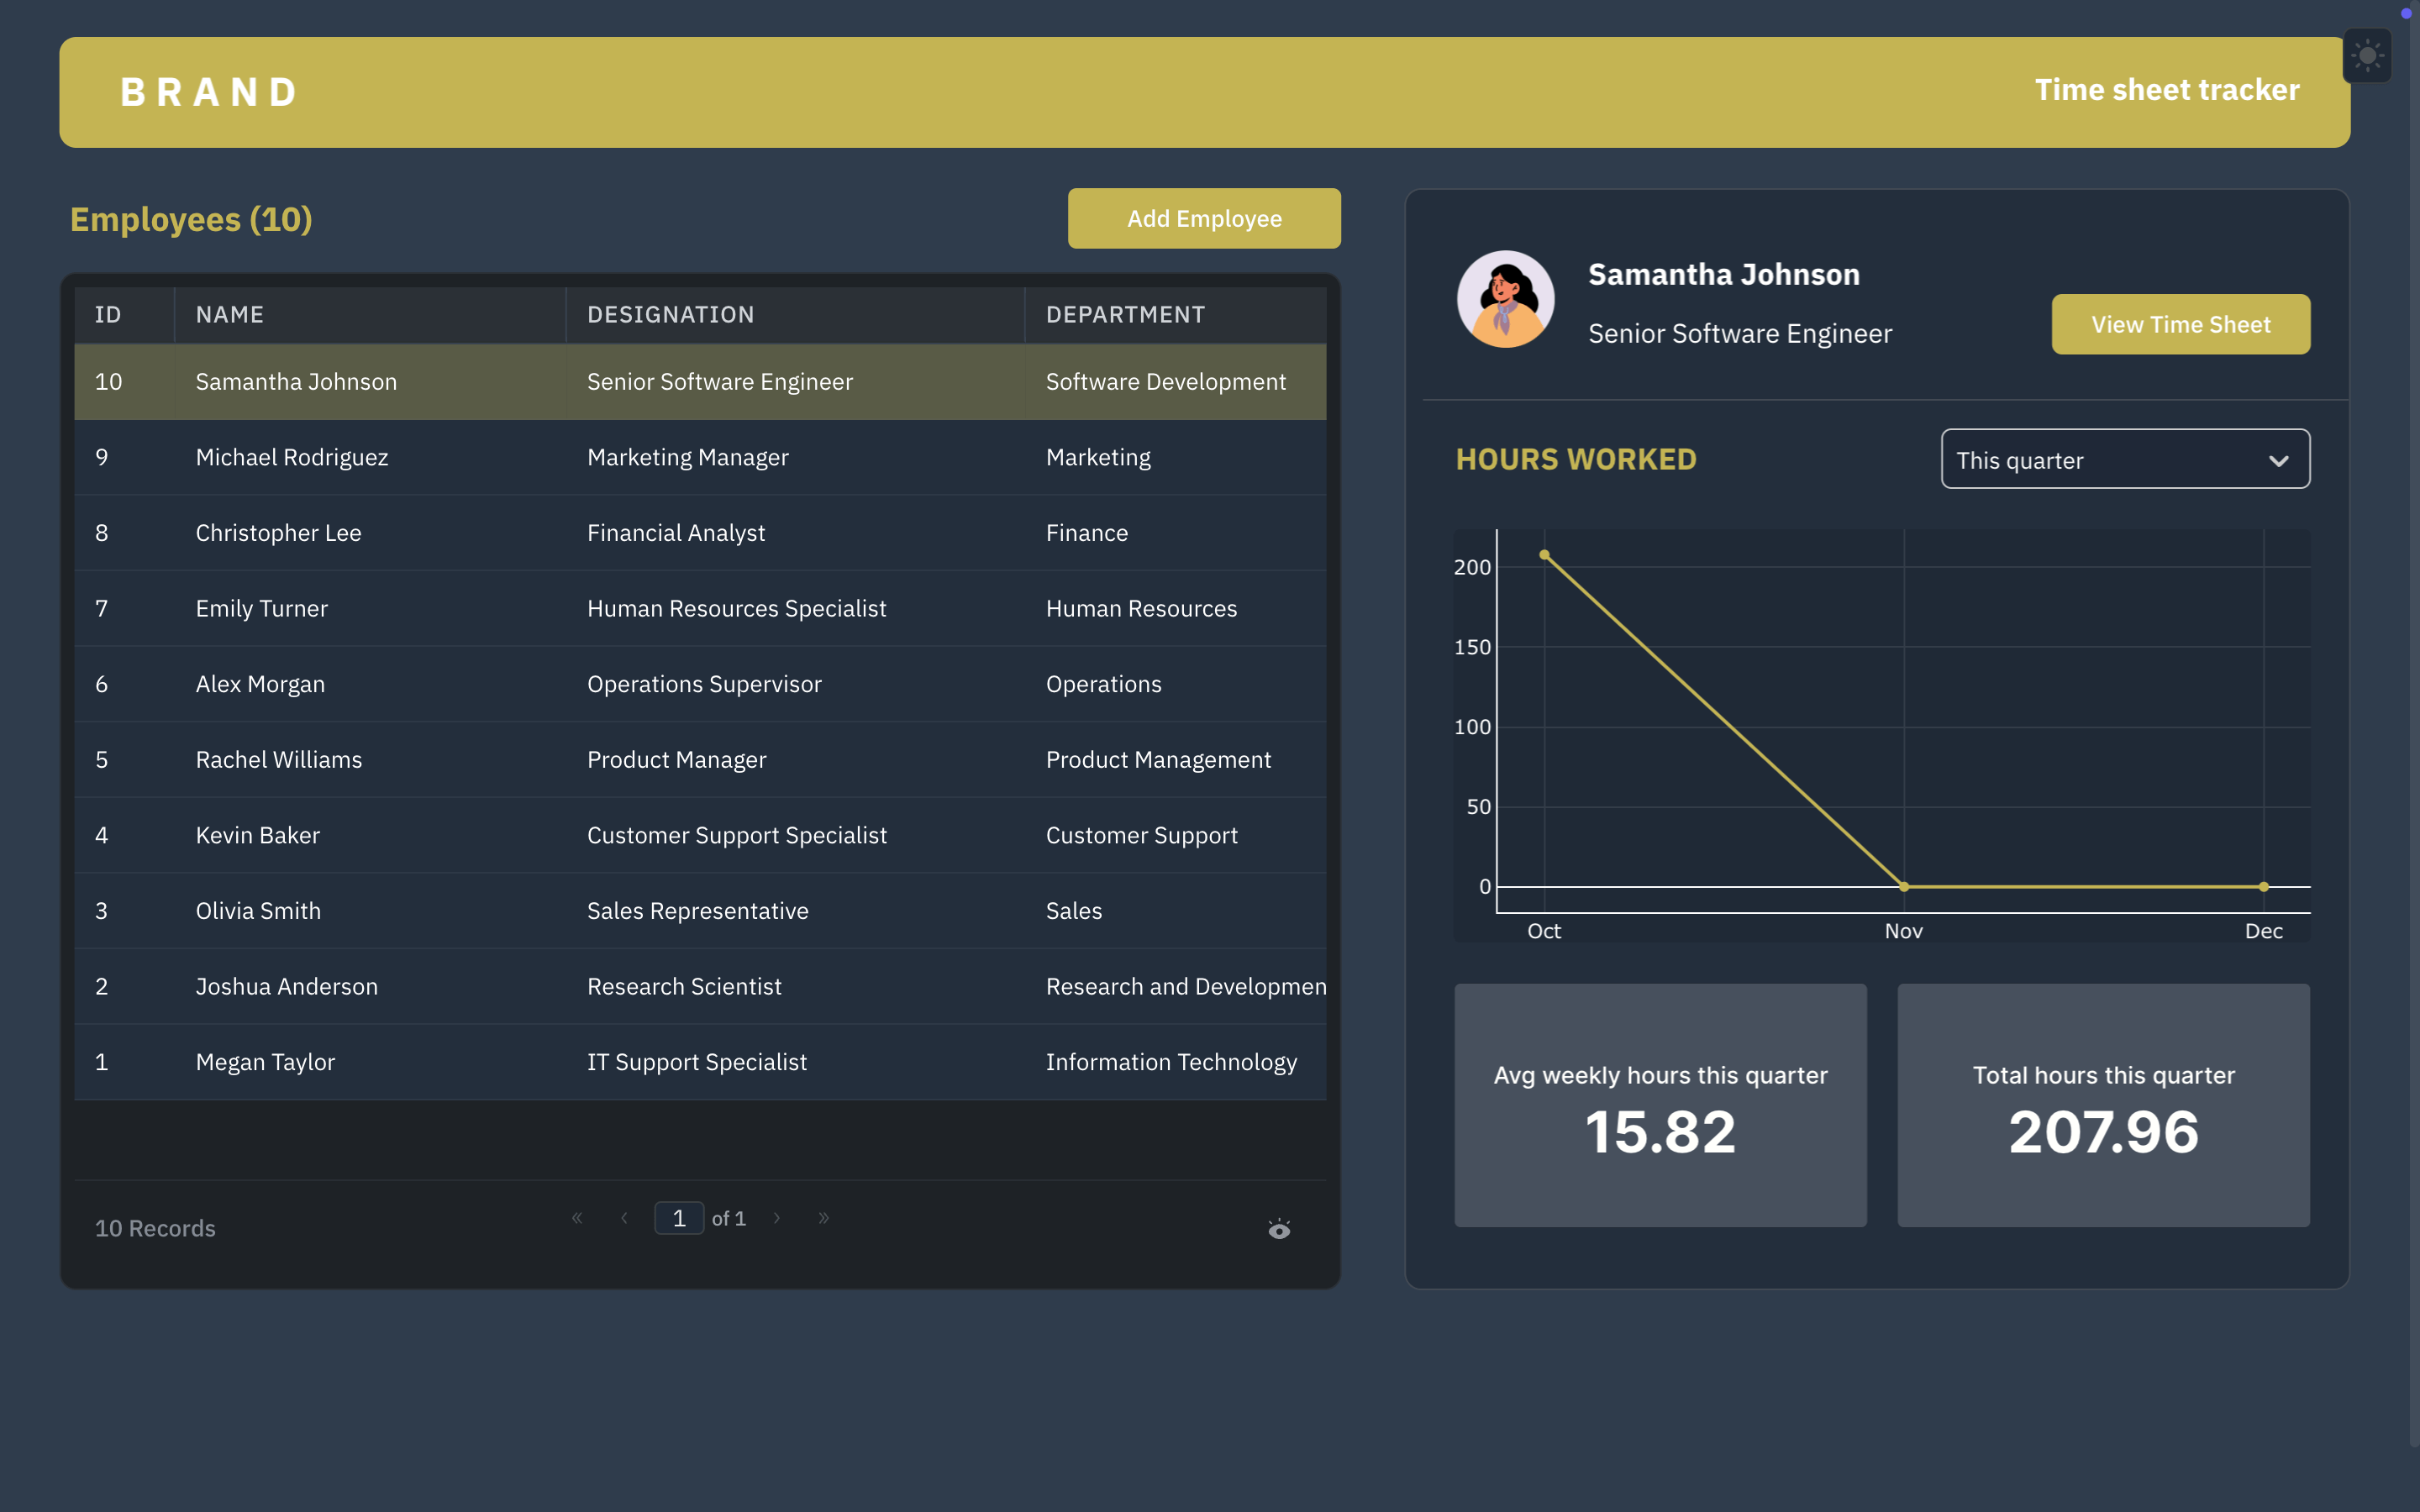 BRAND
Time sheet tracker
Employees (10)
Add Employee
ID NAME DESIGNATION DEPARTMENT
10 Samantha Johnson Senior Software Engineer Software Development
9 Michael Rodriguez Marketing Manager Marketing
8 Christopher Lee Financial Analyst Finance
7 Emily Turner Human Resources Specialist Human Resources
6 Alex Morgan Operations Supervisor Operations
5 Rachel Williams Product Manager Product Management
4 Kevin Baker Customer Support Specialist Customer Support
3 Olivia Smith Sales Representative Sales
2 Joshua Anderson Research Scientist Research and Developmen
1 Megan Taylor IT Support Specialist Information Technology
10 Records
« ‹ 1 of 1 › »
Samantha Johnson
Senior Software Engineer
View Time Sheet
HOURS WORKED
This quarter
200
150
100
50
0
Oct Nov Dec
Avg weekly hours this quarter
15.82
Total hours this quarter
207.96